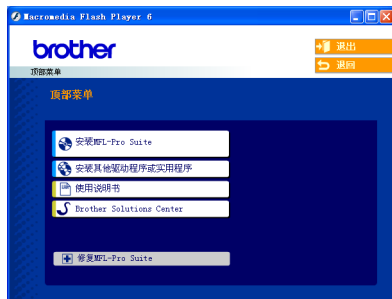 Macromedia Flash Player 6
brother
退出
退回
顶部菜单
顶部菜单
安装MFL-Pro Suite
安装其他驱动程序或实用程序
使用说明书
Brother Solutions Center
修复MFL-Pro Suite